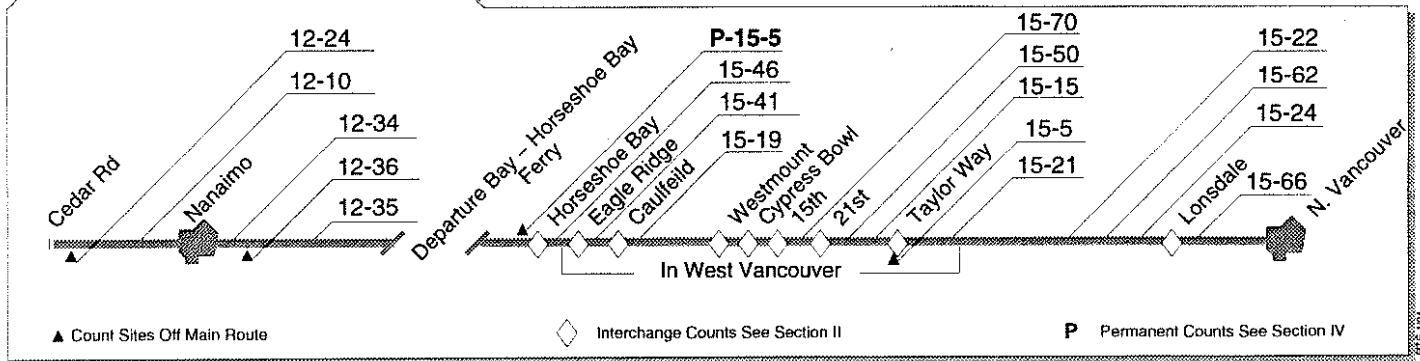 12-24
12-10
12-34
12-36
12-35
Cedar Rd
Nanaimo
Departure Bay – Horseshoe Bay
Ferry
P-15-5
15-46
15-41
15-19
Horseshoe Bay
Eagle Ridge
Caulfeild
Westmount
Cypress Bowl
15th
21st
Taylor Way
15-70
15-50
15-15
15-5
15-21
15-22
15-62
15-24
15-66
Lonsdale
N. Vancouver
In West Vancouver
▲ Count Sites Off Main Route
◇ Interchange Counts See Section II
P Permanent Counts See Section IV